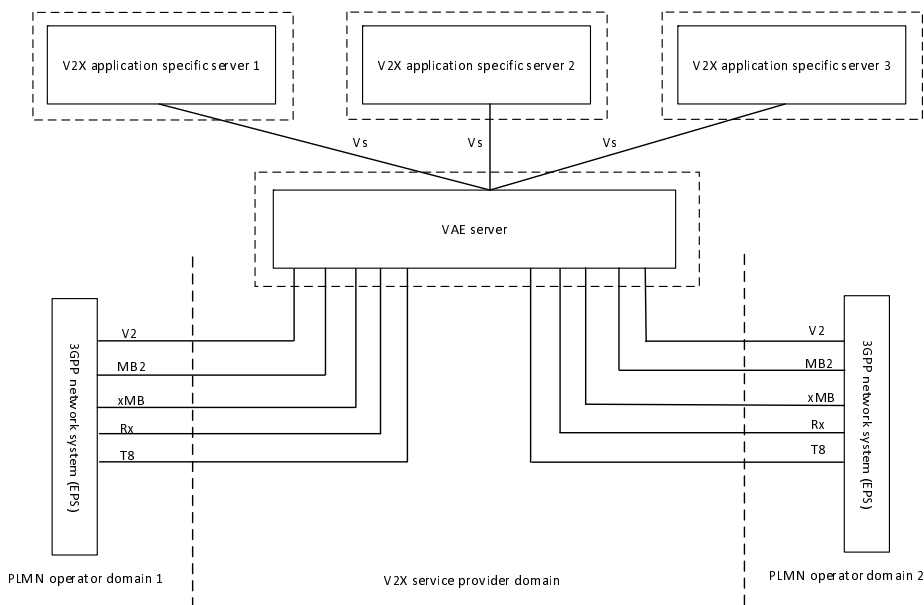 V2X application specific server 1
V2X application specific server 2
V2X application specific server 3
Vs
Vs
Vs
VAE server
3GPP network system (EPS)
V2
MB2
xMB
Rx
T8
V2
MB2
xMB
Rx
T8
3GPP network system (EPS)
PLMN operator domain 1
V2X service provider domain
PLMN operator domain 2